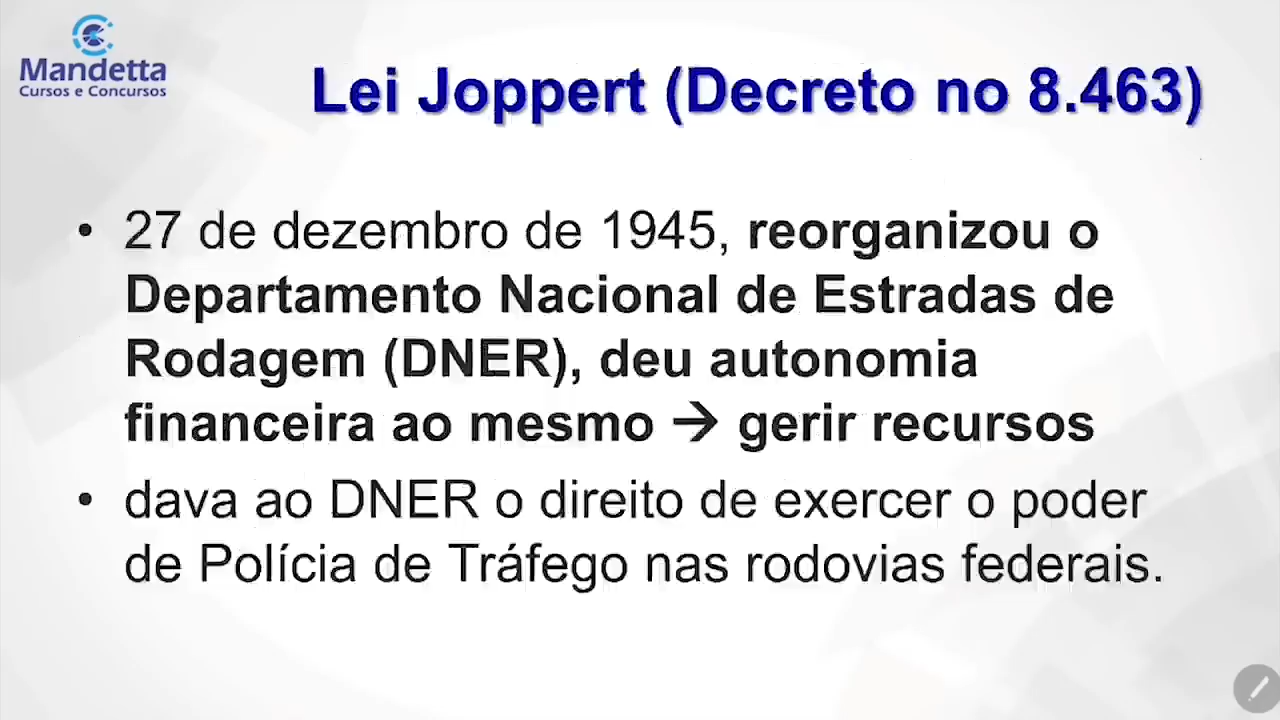 Mandetta
Cursos e Concursos
Lei Joppert (Decreto no 8.463)
• 27 de dezembro de 1945, reorganizou o
Departamento Nacional de Estradas de
Rodagem (DNER), deu autonomia
financeira ao mesmo → gerir recursos
• dava ao DNER o direito de exercer o poder
de Polícia de Tráfego nas rodovias federais.